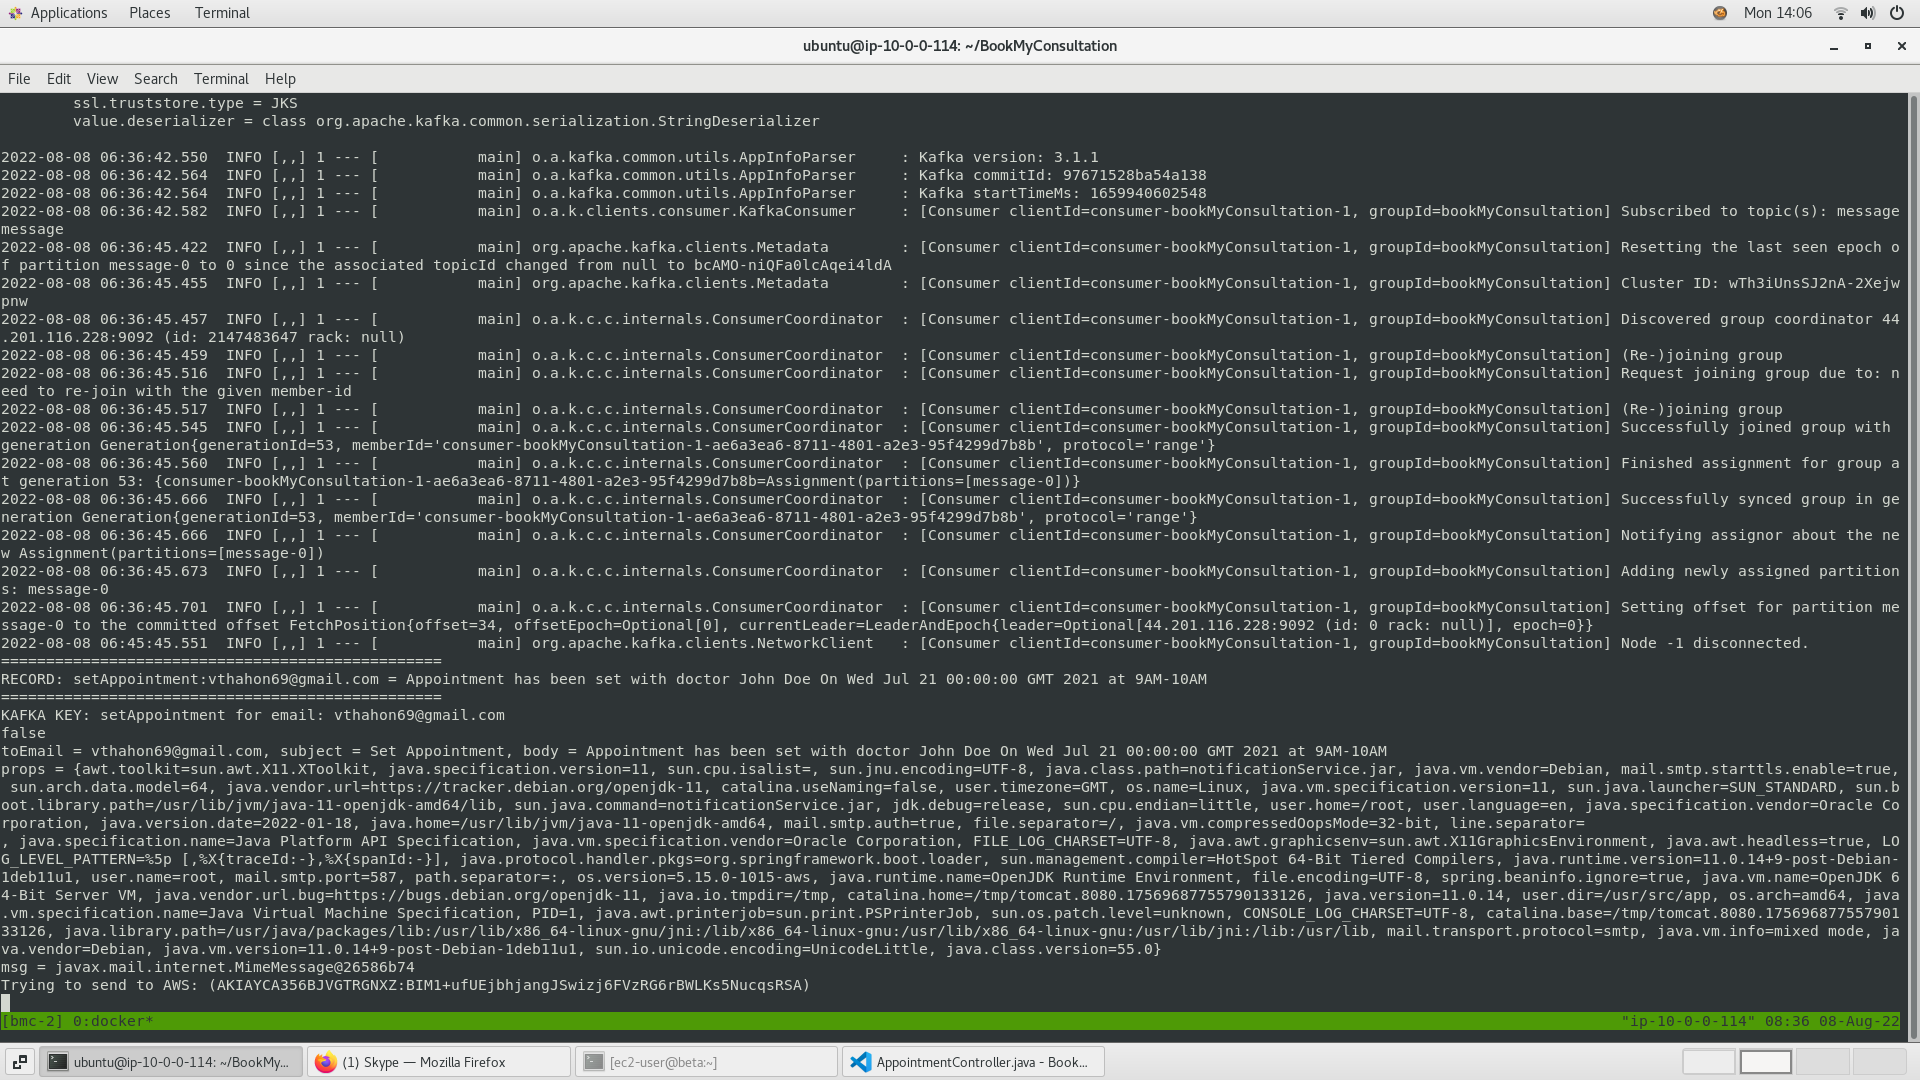 Applications Places Terminal Mon 14:06
ubuntu@ip-10-0-0-114: ~/BookMyConsultation
File Edit View Search Terminal Help
ssl.truststore.type = JKS
value.deserializer = class org.apache.kafka.common.serialization.StringDeserializer
2022-08-08 06:36:42.550  INFO [,,] 1 --- [           main] o.a.kafka.common.utils.AppInfoParser     : Kafka version: 3.1.1
2022-08-08 06:36:42.564  INFO [,,] 1 --- [           main] o.a.kafka.common.utils.AppInfoParser     : Kafka commitId: 97671528ba54a138
2022-08-08 06:36:42.564  INFO [,,] 1 --- [           main] o.a.kafka.common.utils.AppInfoParser     : Kafka startTimeMs: 1659940602548
2022-08-08 06:36:42.582  INFO [,,] 1 --- [           main] o.a.k.clients.consumer.KafkaConsumer     : [Consumer clientId=consumer-bookMyConsultation-1, groupId=bookMyConsultation] Subscribed to topic(s): message
message
2022-08-08 06:36:45.422  INFO [,,] 1 --- [           main] org.apache.kafka.clients.Metadata        : [Consumer clientId=consumer-bookMyConsultation-1, groupId=bookMyConsultation] Resetting the last seen epoch o
f partition message-0 to 0 since the associated topicId changed from null to bcAMO-niQFa0lcAqei4ldA
2022-08-08 06:36:45.455  INFO [,,] 1 --- [           main] org.apache.kafka.clients.Metadata        : [Consumer clientId=consumer-bookMyConsultation-1, groupId=bookMyConsultation] Cluster ID: wTh3iUnsSJ2nA-2Xejw
pnw
2022-08-08 06:36:45.457  INFO [,,] 1 --- [           main] o.a.k.c.c.internals.ConsumerCoordinator  : [Consumer clientId=consumer-bookMyConsultation-1, groupId=bookMyConsultation] Discovered group coordinator 44
.201.116.228:9092 (id: 2147483647 rack: null)
2022-08-08 06:36:45.459  INFO [,,] 1 --- [           main] o.a.k.c.c.internals.ConsumerCoordinator  : [Consumer clientId=consumer-bookMyConsultation-1, groupId=bookMyConsultation] (Re-)joining group
2022-08-08 06:36:45.516  INFO [,,] 1 --- [           main] o.a.k.c.c.internals.ConsumerCoordinator  : [Consumer clientId=consumer-bookMyConsultation-1, groupId=bookMyConsultation] Request joining group due to: n
eed to re-join with the given member-id
2022-08-08 06:36:45.517  INFO [,,] 1 --- [           main] o.a.k.c.c.internals.ConsumerCoordinator  : [Consumer clientId=consumer-bookMyConsultation-1, groupId=bookMyConsultation] (Re-)joining group
2022-08-08 06:36:45.545  INFO [,,] 1 --- [           main] o.a.k.c.c.internals.ConsumerCoordinator  : [Consumer clientId=consumer-bookMyConsultation-1, groupId=bookMyConsultation] Successfully joined group with
generation Generation{generationId=53, memberId='consumer-bookMyConsultation-1-ae6a3ea6-8711-4801-a2e3-95f4299d7b8b', protocol='range'}
2022-08-08 06:36:45.560  INFO [,,] 1 --- [           main] o.a.k.c.c.internals.ConsumerCoordinator  : [Consumer clientId=consumer-bookMyConsultation-1, groupId=bookMyConsultation] Finished assignment for group a
t generation 53: {consumer-bookMyConsultation-1-ae6a3ea6-8711-4801-a2e3-95f4299d7b8b=Assignment(partitions=[message-0])}
2022-08-08 06:36:45.666  INFO [,,] 1 --- [           main] o.a.k.c.c.internals.ConsumerCoordinator  : [Consumer clientId=consumer-bookMyConsultation-1, groupId=bookMyConsultation] Successfully synced group in ge
neration Generation{generationId=53, memberId='consumer-bookMyConsultation-1-ae6a3ea6-8711-4801-a2e3-95f4299d7b8b', protocol='range'}
2022-08-08 06:36:45.666  INFO [,,] 1 --- [           main] o.a.k.c.c.internals.ConsumerCoordinator  : [Consumer clientId=consumer-bookMyConsultation-1, groupId=bookMyConsultation] Notifying assignor about the ne
w Assignment(partitions=[message-0])
2022-08-08 06:36:45.673  INFO [,,] 1 --- [           main] o.a.k.c.c.internals.ConsumerCoordinator  : [Consumer clientId=consumer-bookMyConsultation-1, groupId=bookMyConsultation] Adding newly assigned partition
s: message-0
2022-08-08 06:36:45.701  INFO [,,] 1 --- [           main] o.a.k.c.c.internals.ConsumerCoordinator  : [Consumer clientId=consumer-bookMyConsultation-1, groupId=bookMyConsultation] Setting offset for partition me
ssage-0 to the committed offset FetchPosition{offset=34, offsetEpoch=Optional[0], currentLeader=LeaderAndEpoch{leader=Optional[44.201.116.228:9092 (id: 0 rack: null)], epoch=0}}
2022-08-08 06:45:45.551  INFO [,,] 1 --- [           main] org.apache.kafka.clients.NetworkClient   : [Consumer clientId=consumer-bookMyConsultation-1, groupId=bookMyConsultation] Node -1 disconnected.
=================================================
RECORD: setAppointment:vthahon69@gmail.com = Appointment has been set with doctor John Doe On Wed Jul 21 00:00:00 GMT 2021 at 9AM-10AM
=================================================
KAFKA KEY: setAppointment for email: vthahon69@gmail.com
false
toEmail = vthahon69@gmail.com, subject = Set Appointment, body = Appointment has been set with doctor John Doe On Wed Jul 21 00:00:00 GMT 2021 at 9AM-10AM
props = {awt.toolkit=sun.awt.X11.XToolkit, java.specification.version=11, sun.cpu.isalist=, sun.jnu.encoding=UTF-8, java.class.path=notificationService.jar, java.vm.vendor=Debian, mail.smtp.starttls.enable=true,
sun.arch.data.model=64, java.vendor.url=https://tracker.debian.org/openjdk-11, catalina.useNaming=false, user.timezone=GMT, os.name=Linux, java.vm.specification.version=11, sun.java.launcher=SUN_STANDARD, sun.b
oot.library.path=/usr/lib/jvm/java-11-openjdk-amd64/lib, sun.java.command=notificationService.jar, jdk.debug=release, sun.cpu.endian=little, user.home=/root, user.language=en, java.specification.vendor=Oracle Co
rporation, java.version.date=2022-01-18, java.home=/usr/lib/jvm/java-11-openjdk-amd64, mail.smtp.auth=true, file.separator=/, java.vm.compressedOopsMode=32-bit, line.separator=
, java.specification.name=Java Platform API Specification, java.vm.specification.vendor=Oracle Corporation, FILE_LOG_CHARSET=UTF-8, java.awt.graphicsenv=sun.awt.X11GraphicsEnvironment, java.awt.headless=true, LO
G_LEVEL_PATTERN=%5p [,%X{traceId:-},%X{spanId:-}], java.protocol.handler.pkgs=org.springframework.boot.loader, sun.management.compiler=HotSpot 64-Bit Tiered Compilers, java.runtime.version=11.0.14+9-post-Debian-
1deb11u1, user.name=root, mail.smtp.port=587, path.separator=:, os.version=5.15.0-1015-aws, java.runtime.name=OpenJDK Runtime Environment, file.encoding=UTF-8, spring.beaninfo.ignore=true, java.vm.name=OpenJDK 6
4-Bit Server VM, java.vendor.url.bug=https://bugs.debian.org/openjdk-11, java.io.tmpdir=/tmp, catalina.home=/tmp/tomcat.8080.17569687755790133126, java.version=11.0.14, user.dir=/usr/src/app, os.arch=amd64, java
.vm.specification.name=Java Virtual Machine Specification, PID=1, java.awt.printerjob=sun.print.PSPrinterJob, sun.os.patch.level=unknown, CONSOLE_LOG_CHARSET=UTF-8, catalina.base=/tmp/tomcat.8080.175696877557901
33126, java.library.path=/usr/java/packages/lib:/usr/lib/x86_64-linux-gnu/jni:/lib/x86_64-linux-gnu:/usr/lib/x86_64-linux-gnu:/usr/lib/jni:/lib:/usr/lib, mail.transport.protocol=smtp, java.vm.info=mixed mode, ja
va.vendor=Debian, java.vm.version=11.0.14+9-post-Debian-1deb11u1, sun.io.unicode.encoding=UnicodeLittle, java.class.version=55.0}
msg = javax.mail.internet.MimeMessage@26586b74
Trying to send to AWS: (AKIAYCA356BJVGTRGNXZ:BIM1+ufUEjbhjangJSwizj6FVzRG6rBWLKs5NucqsRSA)
[bmc-2] 0:docker* "ip-10-0-0-114" 08:36 08-Aug-22
ubuntu@ip-10-0-0-114: ~/BookMy... (1) Skype — Mozilla Firefox [ec2-user@beta:~] AppointmentController.java - Book...